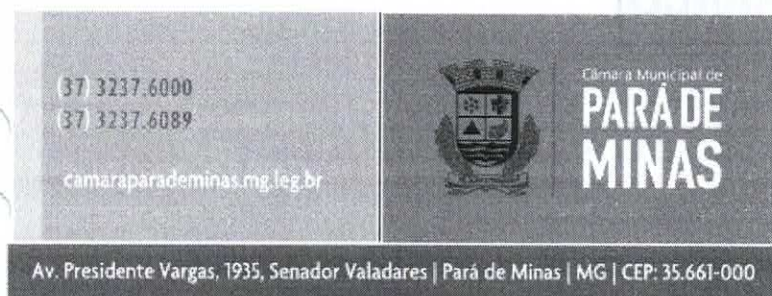 (37) 3237.6000
(37) 3237.6089
camaraparademinas.mg.leg.br
Câmara Municipal de
PARÁ DE
MINAS
Av. Presidente Vargas, 1935, Senador Valadares | Pará de Minas | MG | CEP: 35.661-000